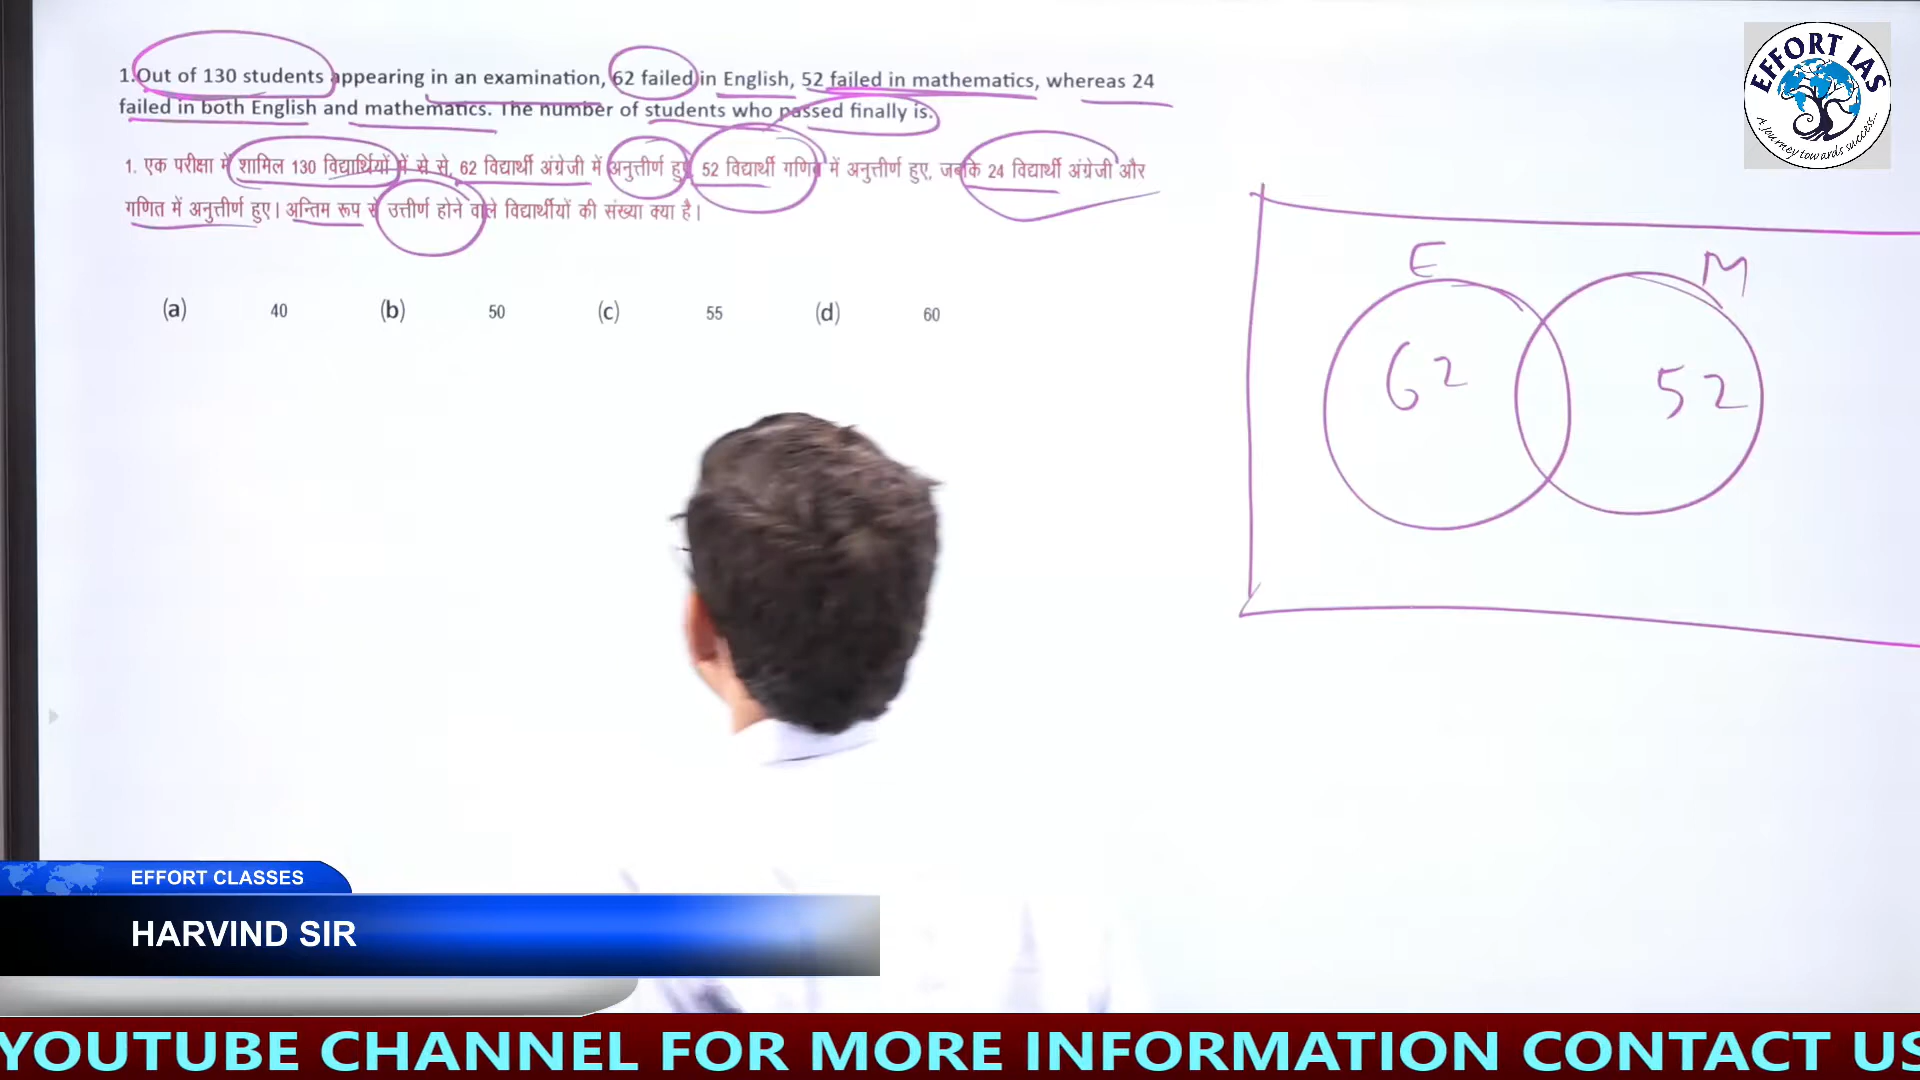 1.Out of 130 students appearing in an examination, 62 failed in English, 52 failed in mathematics, whereas 24
failed in both English and mathematics. The number of students who passed finally is.
1. एक परीक्षा में शामिल 130 विद्यार्थियों में से से, 62 विद्यार्थी अंग्रेजी में अनुत्तीर्ण हुए, 52 विद्यार्थी गणित में अनुत्तीर्ण हुए, जबकि 24 विद्यार्थी अंग्रेजी और
गणित में अनुत्तीर्ण हुए। अन्तिम रूप से उत्तीर्ण होने वाले विद्यार्थीयों की संख्या क्या है।
(a) 40 (b) 50 (c) 55 (d) 60
E M
62 52
EFFORT IAS
A journey towards success...
EFFORT CLASSES
HARVIND SIR
YOUTUBE CHANNEL FOR MORE INFORMATION CONTACT US